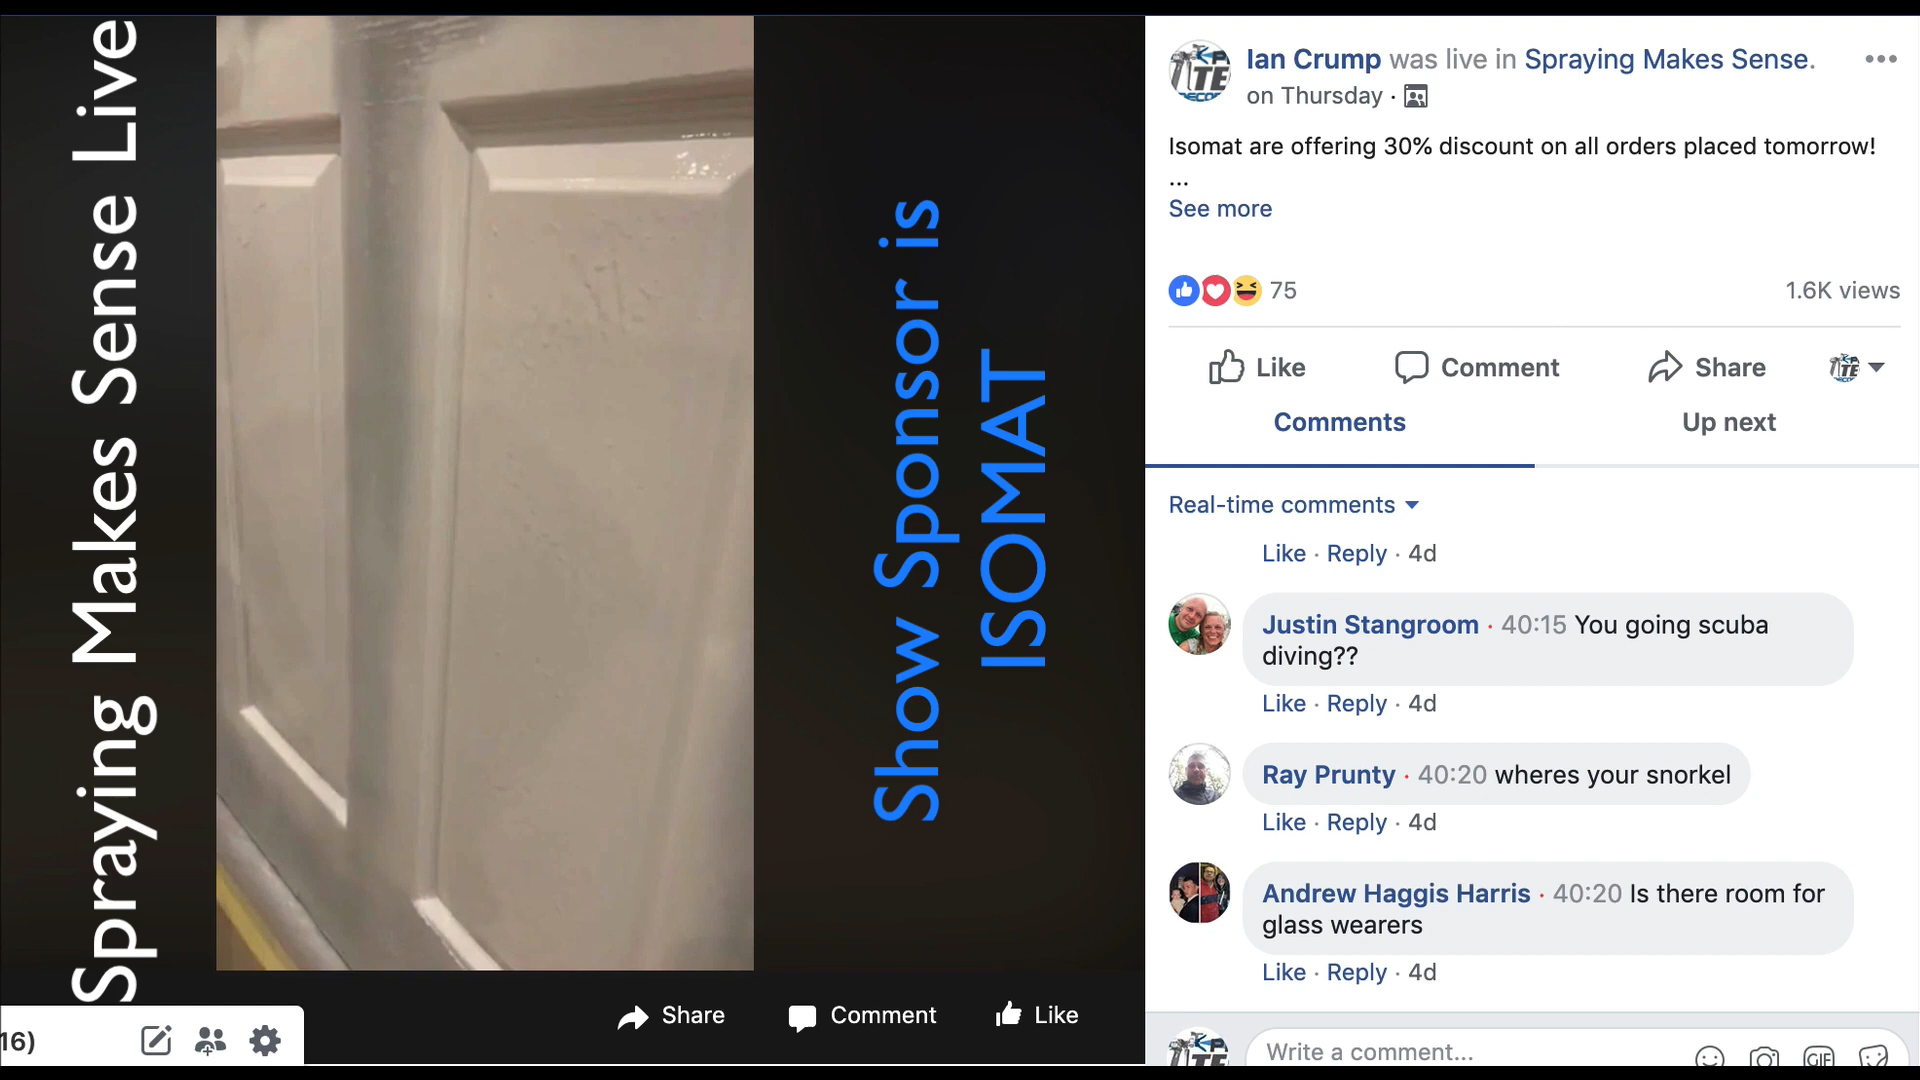 Spraying Makes Sense Live
Show Sponsor is
ISOMAT
Share
Comment
Like
16)
Ian Crump was live in Spraying Makes Sense.
on Thursday ·
Isomat are offering 30% discount on all orders placed tomorrow!
...
See more
75
1.6K views
Like
Comment
Share
Comments
Up next
Real-time comments
Like · Reply · 4d
Justin Stangroom · 40:15 You going scuba
diving??
Like · Reply · 4d
Ray Prunty · 40:20 wheres your snorkel
Like · Reply · 4d
Andrew Haggis Harris · 40:20 Is there room for
glass wearers
Like · Reply · 4d
Write a comment...
GIF